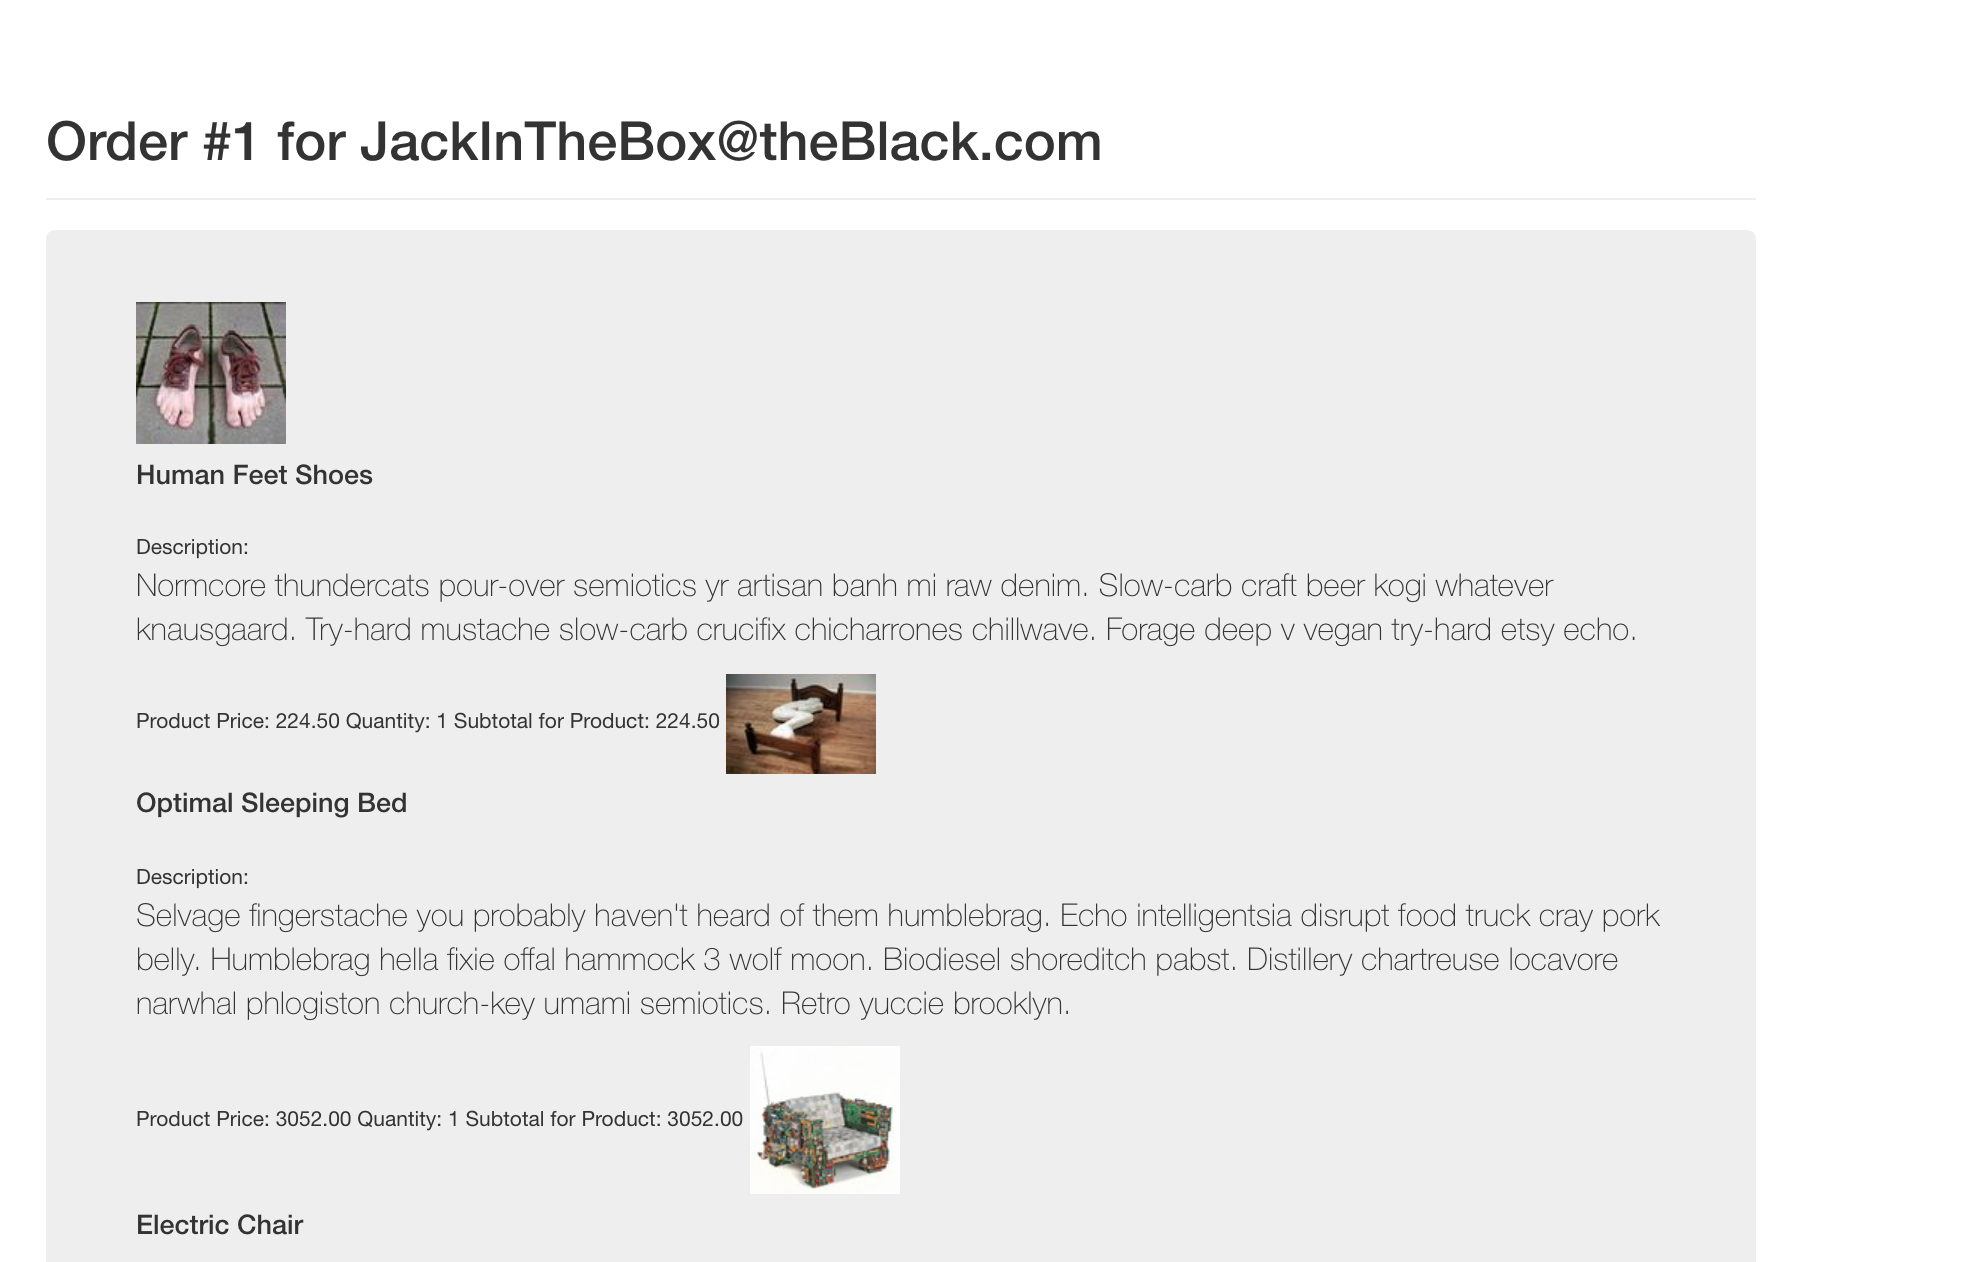 Order #1 for JackInTheBox@theBlack.com
Human Feet Shoes
Description:
Normcore thundercats pour-over semiotics yr artisan banh mi raw denim. Slow-carb craft beer kogi whatever
knausgaard. Try-hard mustache slow-carb crucifix chicharrones chillwave. Forage deep v vegan try-hard etsy echo.
Product Price: 224.50 Quantity: 1 Subtotal for Product: 224.50
Optimal Sleeping Bed
Description:
Selvage fingerstache you probably haven't heard of them humblebrag. Echo intelligentsia disrupt food truck cray pork
belly. Humblebrag hella fixie offal hammock 3 wolf moon. Biodiesel shoreditch pabst. Distillery chartreuse locavore
narwhal phlogiston church-key umami semiotics. Retro yuccie brooklyn.
Product Price: 3052.00 Quantity: 1 Subtotal for Product: 3052.00
Electric Chair